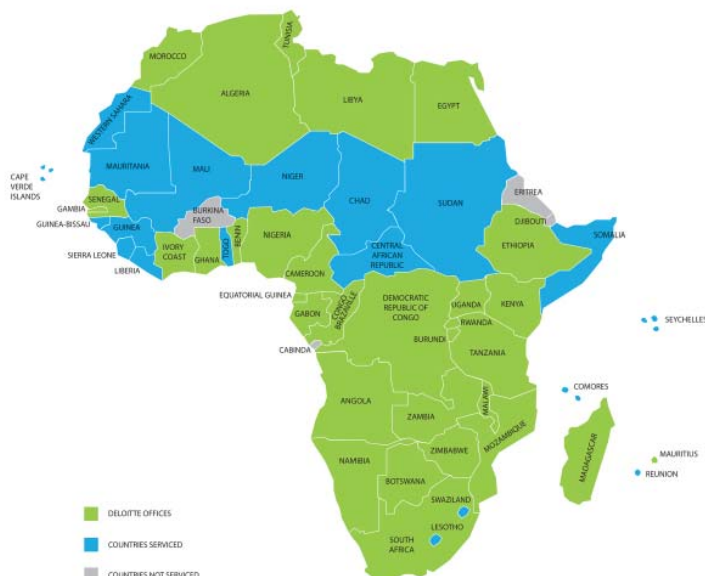 TUNISIA
MOROCCO
ALGERIA
LIBYA
EGYPT
WESTERN SAHARA
CAPE
VERDE
ISLANDS
MAURITANIA
MALI
NIGER
CHAD
SUDAN
ERITREA
SENEGAL
GAMBIA
GUINEA-BISSAU
GUINEA
SIERRA LEONE
LIBERIA
BURKINA
FASO
IVORY
COAST
GHANA
TOGO
BENIN
NIGERIA
CAMEROON
CENTRAL
AFRICAN
REPUBLIC
DJIBOUTI
ETHIOPIA
SOMALIA
EQUATORIAL GUINEA
GABON
CONGO
BRAZAVILLE
DEMOCRATIC
REPUBLIC OF
CONGO
UGANDA
KENYA
RWANDA
BURUNDI
TANZANIA
SEYCHELLES
CABINDA
COMORES
ANGOLA
ZAMBIA
MALAWI
MOZAMBIQUE
MADAGASCAR
MAURITIUS
REUNION
NAMIBIA
ZIMBABWE
BOTSWANA
SWAZILAND
LESOTHO
SOUTH
AFRICA
DELOITTE OFFICES
COUNTRIES SERVICED
COUNTRIES NOT SERVICED